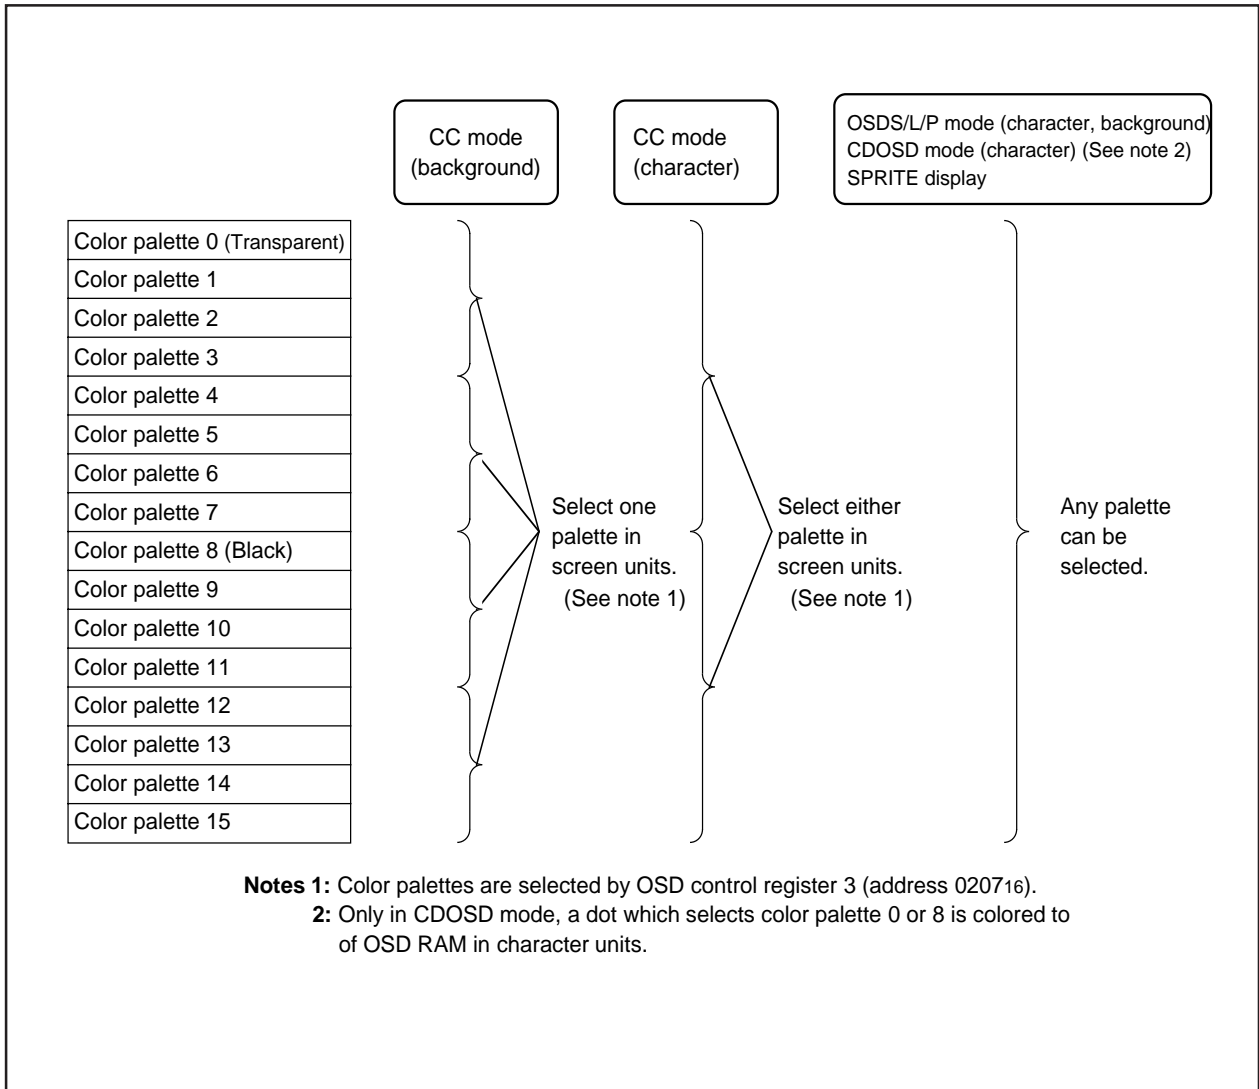 CC mode
(background)
CC mode
(character)
OSDS/L/P mode (character, background)
CDOSD mode (character) (See note 2)
SPRITE display
Color palette 0 (Transparent)
Color palette 1
Color palette 2
Color palette 3
Color palette 4
Color palette 5
Color palette 6
Color palette 7
Color palette 8 (Black)
Color palette 9
Color palette 10
Color palette 11
Color palette 12
Color palette 13
Color palette 14
Color palette 15
Select one
palette in
screen units.
(See note 1)
Select either
palette in
screen units.
(See note 1)
Any palette
can be
selected.
Notes 1: Color palettes are selected by OSD control register 3 (address 020716).
2: Only in CDOSD mode, a dot which selects color palette 0 or 8 is colored to
of OSD RAM in character units.